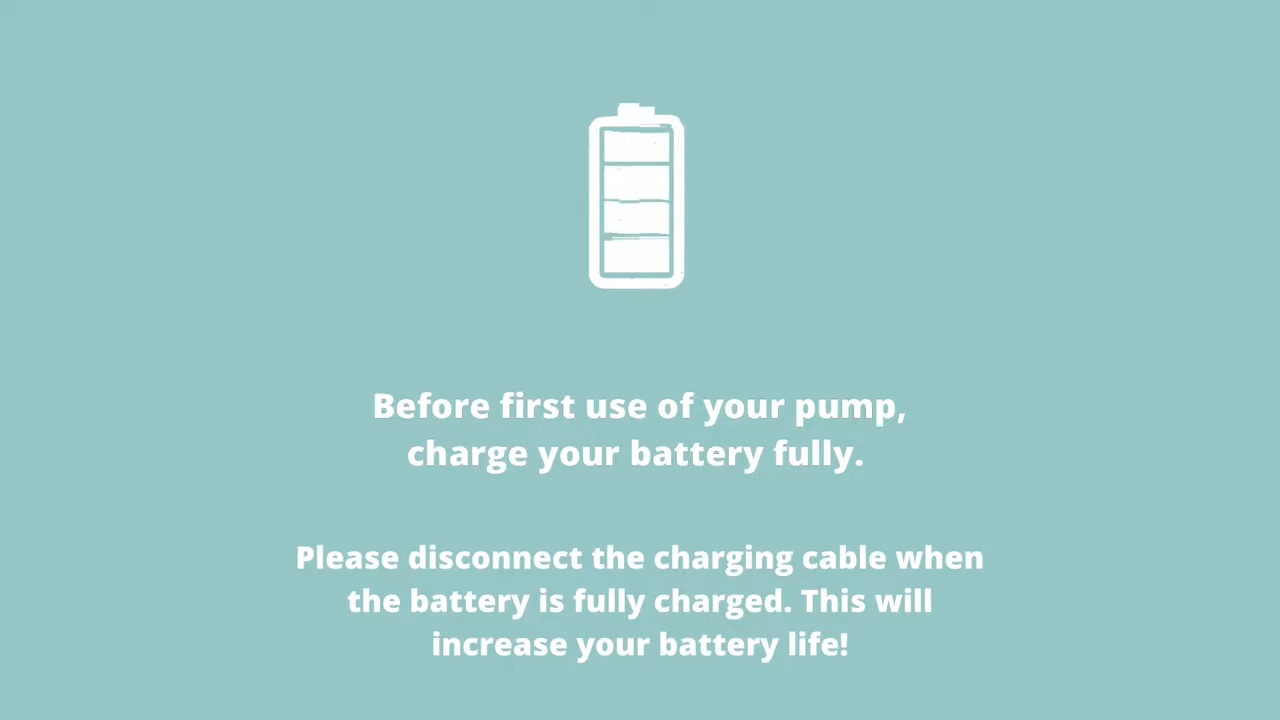 Before first use of your pump,
charge your battery fully.
Please disconnect the charging cable when
the battery is fully charged. This will
increase your battery life!